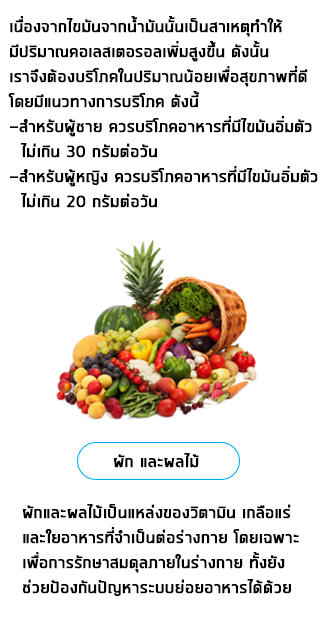 เนื่องจากไขมันจากน้ำมันนั้นเป็นสาเหตุทำให้
มีปริมาณคอเลสเตอรอลเพิ่มสูงขึ้น ดังนั้น
เราจึงต้องบริโภคในปริมาณน้อยเพื่อสุขภาพที่ดี
โดยมีแนวทางการบริโภค ดังนี้
-สำหรับผู้ชาย ควรบริโภคอาหารที่มีไขมันอิ่มตัว
ไม่เกิน 30 กรัมต่อวัน
-สำหรับผู้หญิง ควรบริโภคอาหารที่มีไขมันอิ่มตัว
ไม่เกิน 20 กรัมต่อวัน
ผัก และผลไม้
ผักและผลไม้เป็นแหล่งของวิตามิน เกลือแร่
และใยอาหารที่จำเป็นต่อร่างกาย โดยเฉพาะ
เพื่อการรักษาสมดุลภายในร่างกาย ทั้งยัง
ช่วยป้องกันปัญหาระบบย่อยอาหารได้ด้วย